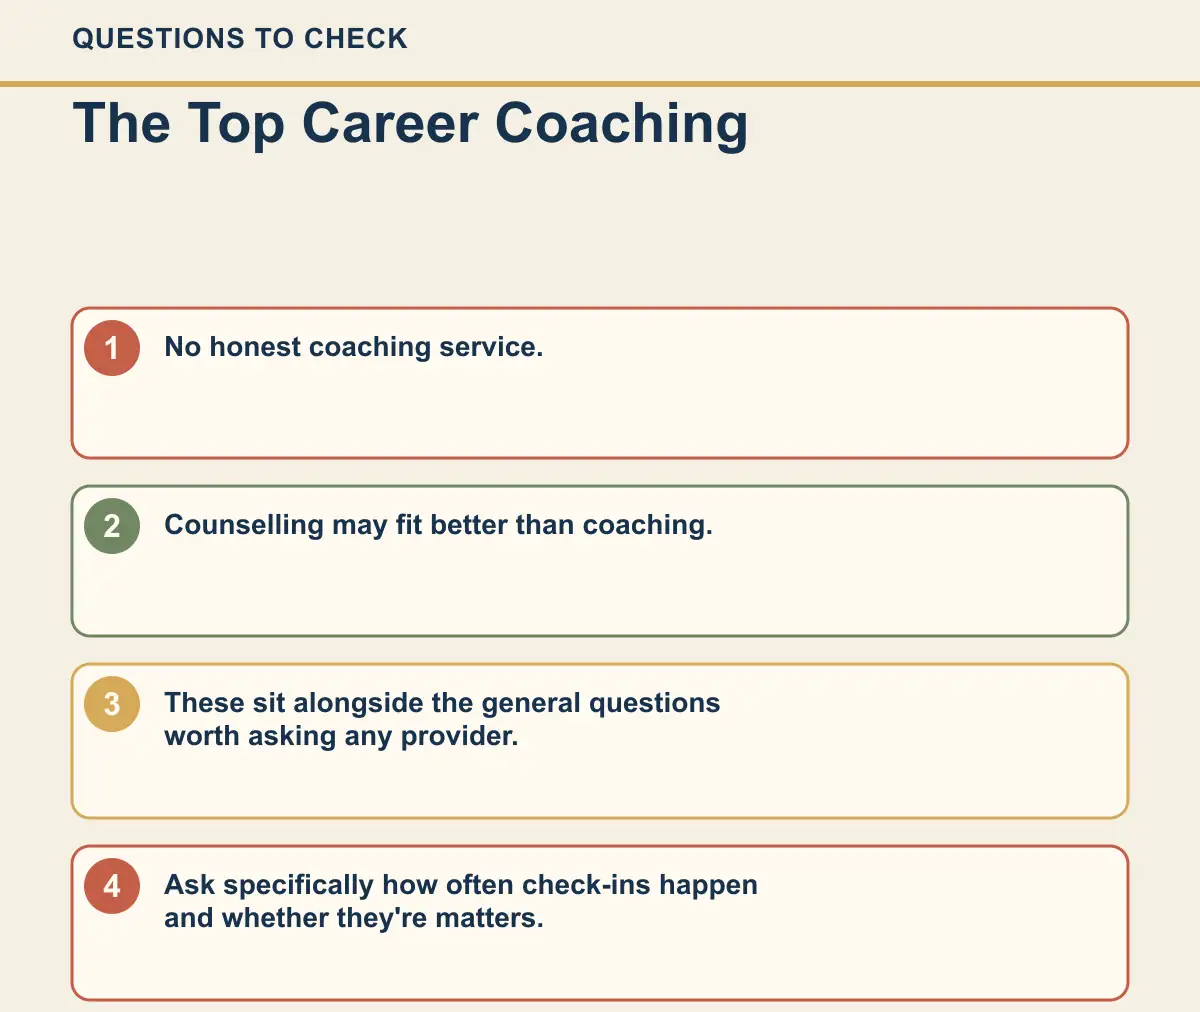 QUESTIONS TO CHECK
The Top Career Coaching
1
No honest coaching service.
2
Counselling may fit better than coaching.
3
These sit alongside the general questions
worth asking any provider.
4
Ask specifically how often check-ins happen
and whether they're matters.